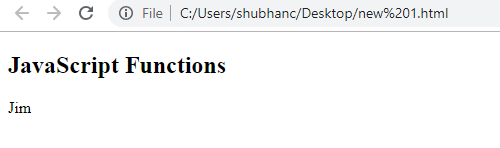 File C:/Users/shubhanc/Desktop/new%201.html
JavaScript Functions
Jim